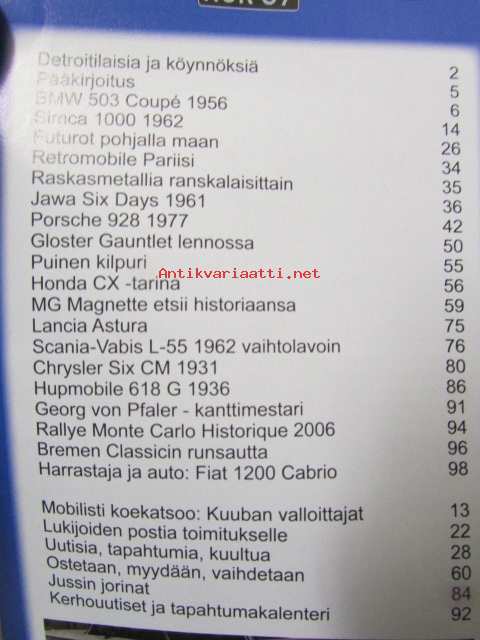 Detroitilaisia ja köynnöksiä 2
Pääkirjoitus 5
BMW 503 Coupé 1956 6
Simca 1000 1962 14
Futurot pohjalla maan 26
Retromobile Pariisi 34
Raskasmetallia ranskalaisittain 35
Jawa Six Days 1961 36
Porsche 928 1977 42
Gloster Gauntlet lennossa 50
Puinen kilpuri 55
Antikvariaatti.net
Honda CX -tarina 56
MG Magnette etsii historiaansa 59
Lancia Astura 75
Scania-Vabis L-55 1962 vaihtolavoin 76
Chrysler Six CM 1931 80
Hupmobile 618 G 1936 86
Georg von Pfaler - kanttimestari 91
Rallye Monte Carlo Historique 2006 94
Bremen Classicin runsautta 96
Harrastaja ja auto: Fiat 1200 Cabrio 98
Mobilisti koekatsoo: Kuuban valloittajat 13
Lukijoiden postia toimitukselle 22
Uutisia, tapahtumia, kuultua 28
Ostetaan, myydään, vaihdetaan 60
Jussin jorinat 84
Kerhouutiset ja tapahtumakalenteri 92